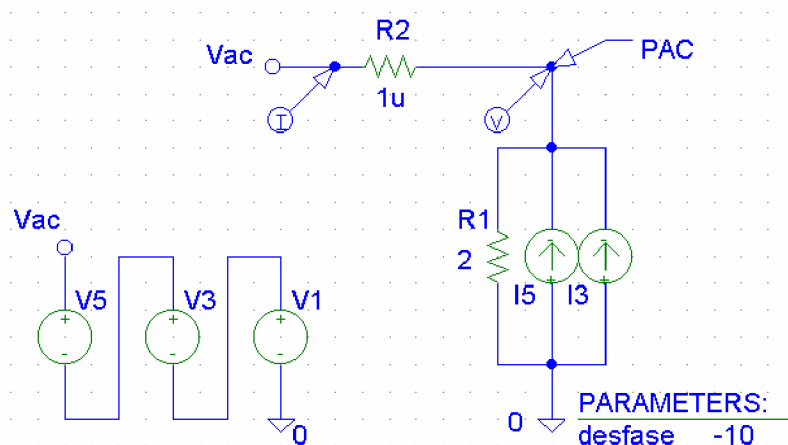 R2
Vac
PAC
1u
I
V
Vac
R1
2
V5
V3
V1
I5
I3
0
0
PARAMETERS:
desfase -10